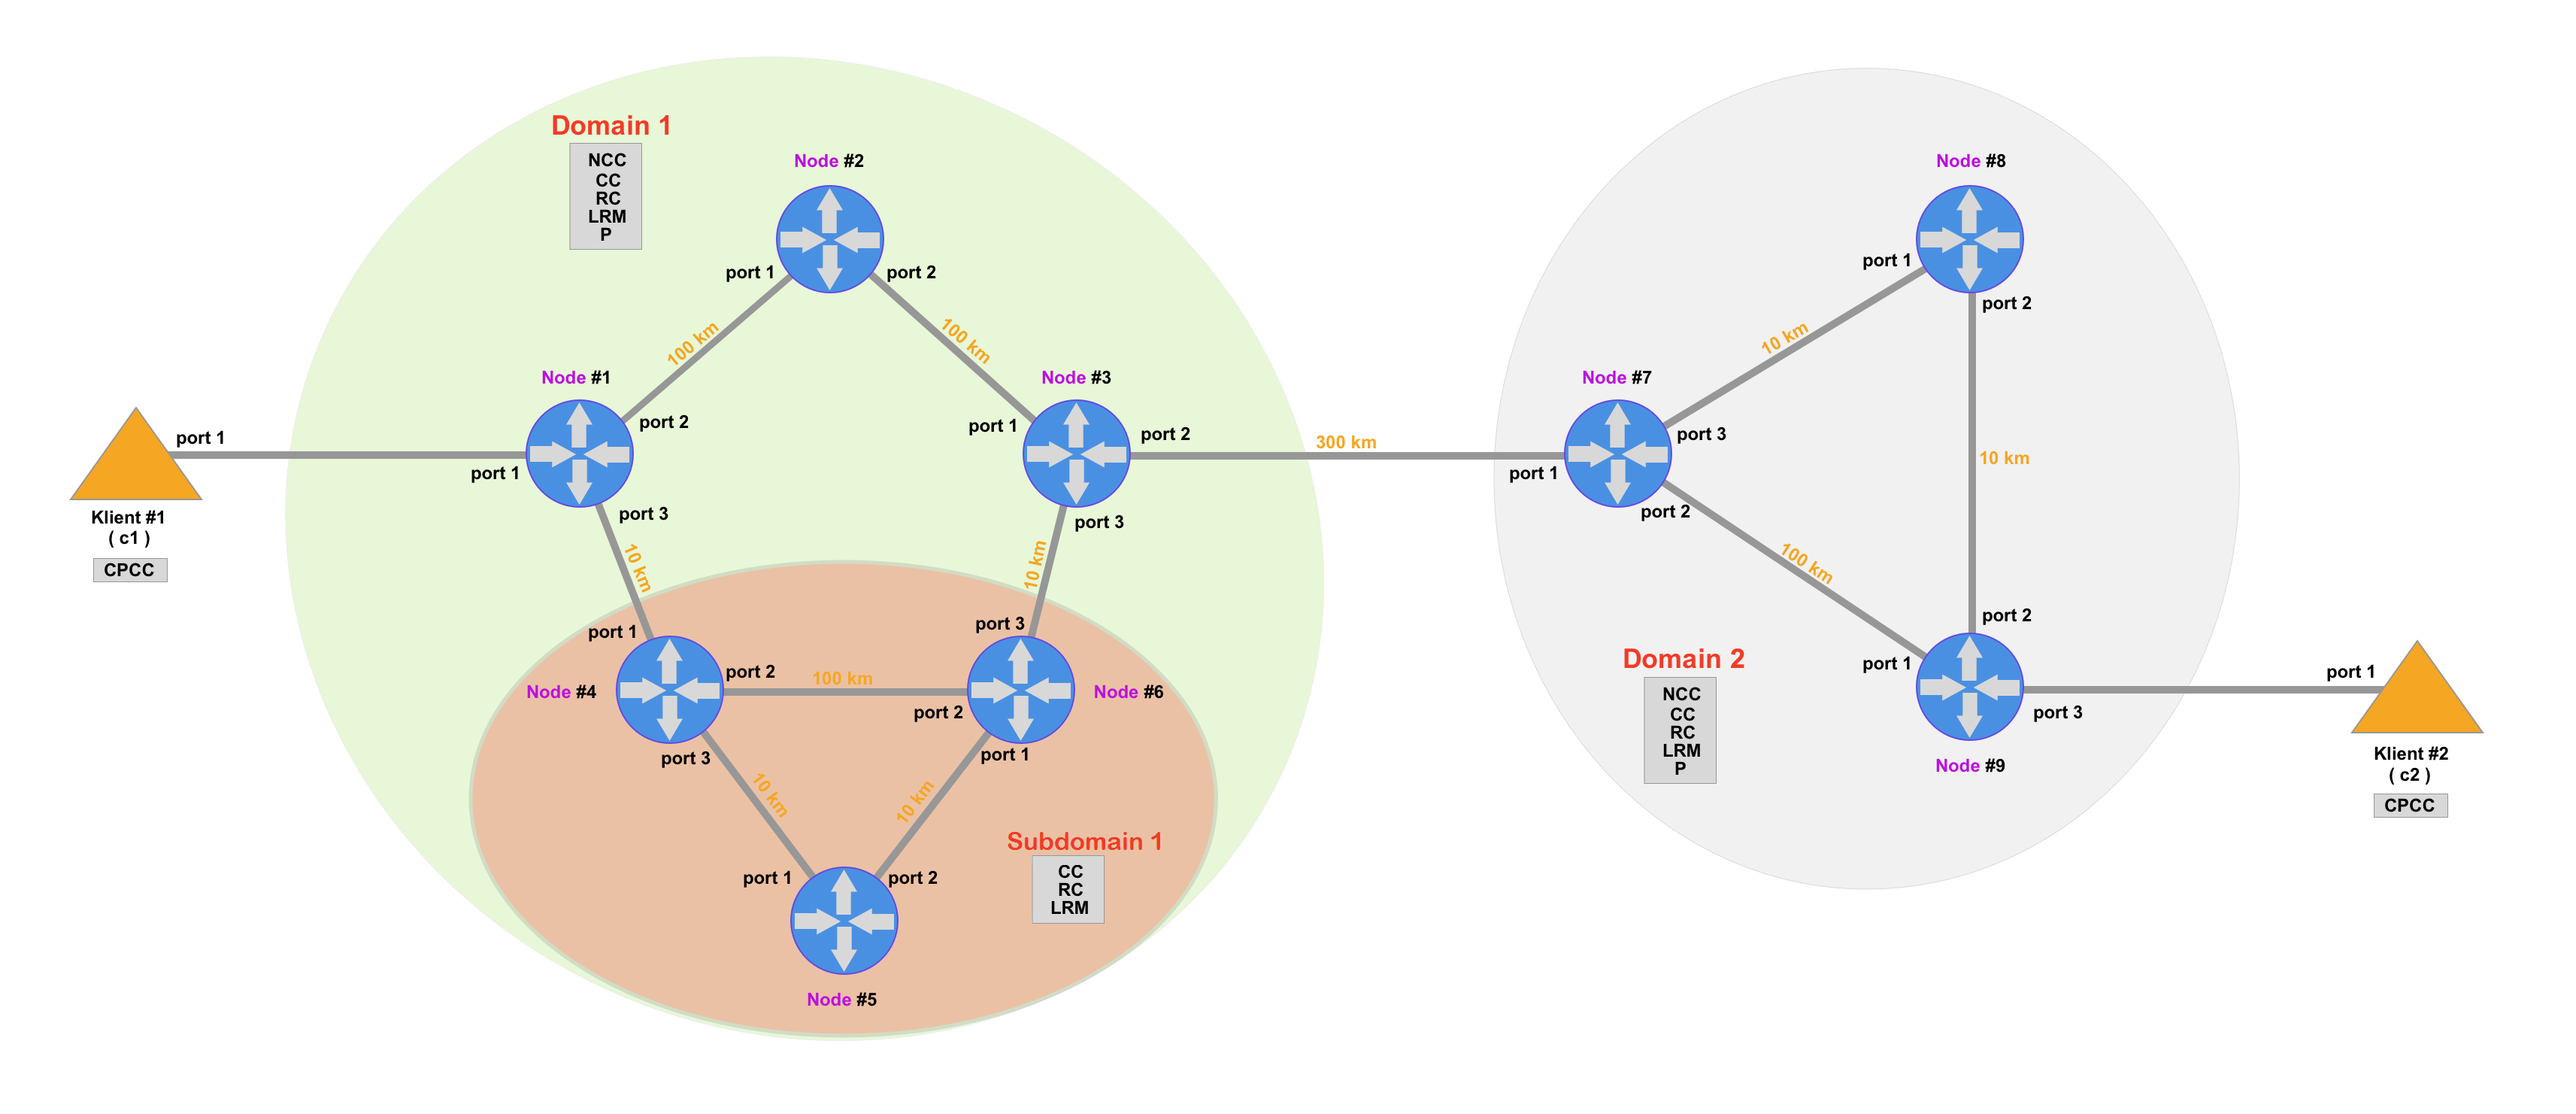 Domain 1
NCC
CC
RC
LRM
P
Node #2
port 1
port 2
100 km
100 km
Node #1
port 2
port 1
port 3
Node #3
port 1
port 2
port 3
300 km
port 1
Klient #1
( c1 )
CPCC
10 km
10 km
port 1
port 2
port 3
Node #4
100 km
port 3
port 2
port 1
Node #6
10 km
10 km
port 1
port 2
Node #5
Subdomain 1
CC
RC
LRM
Node #8
port 1
port 2
10 km
Node #7
port 3
port 1
port 2
10 km
100 km
Domain 2
NCC
CC
RC
LRM
P
port 2
port 1
port 3
Node #9
port 1
Klient #2
( c2 )
CPCC